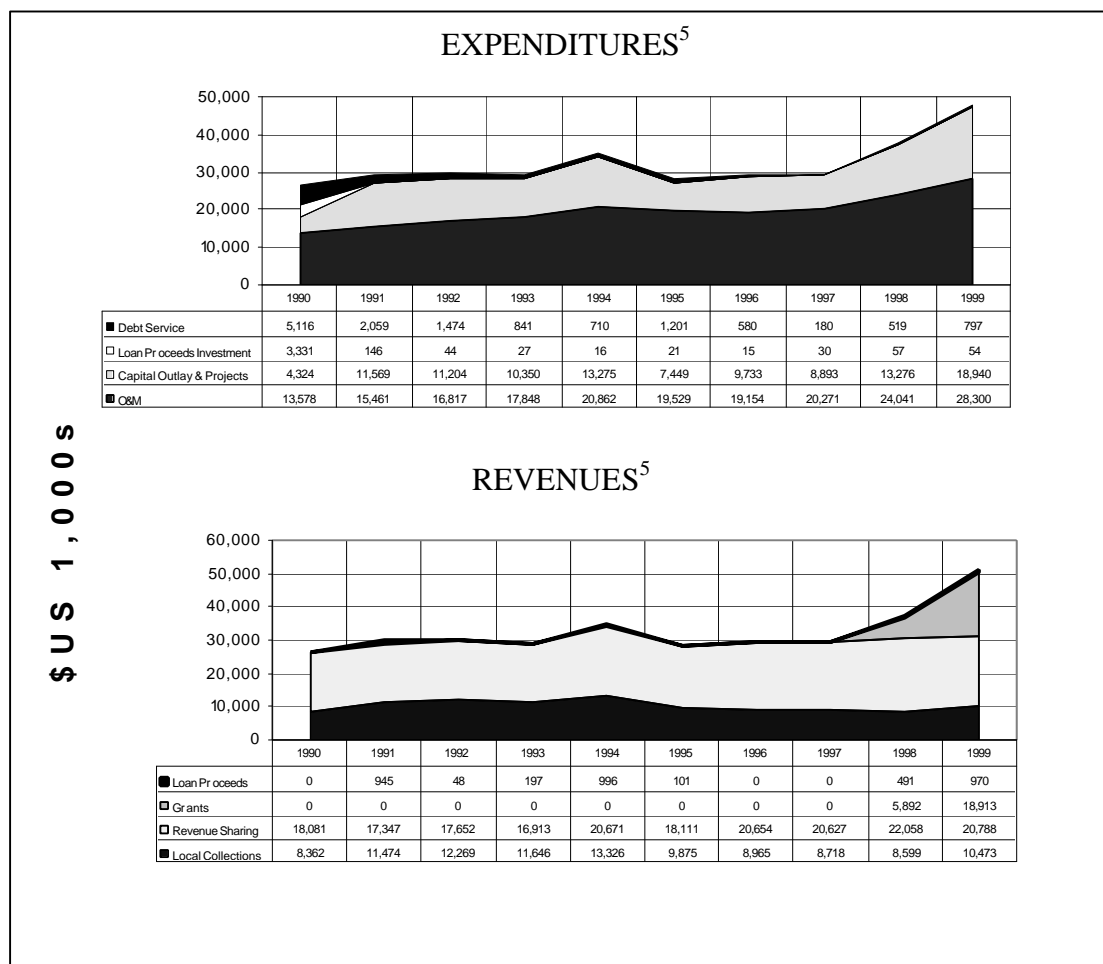 EXPENDITURES5
50,000
40,000
30,000
20,000
10,000
0
1990 1991 1992 1993 1994 1995 1996 1997 1998 1999
Debt Service 5,116 2,059 1,474 841 710 1,201 580 180 519 797
Loan Proceeds Investment 3,331 146 44 27 16 21 15 30 57 54
Capital Outlay & Projects 4,324 11,569 11,204 10,350 13,275 7,449 9,733 8,893 13,276 18,940
O&M 13,578 15,461 16,817 17,848 20,862 19,529 19,154 20,271 24,041 28,300
$US 1,000s
REVENUES5
60,000
50,000
40,000
30,000
20,000
10,000
0
1990 1991 1992 1993 1994 1995 1996 1997 1998 1999
Loan Proceeds 0 945 48 197 996 101 0 0 491 970
Grants 0 0 0 0 0 0 0 0 5,892 18,913
Revenue Sharing 18,081 17,347 17,652 16,913 20,671 18,111 20,654 20,627 22,058 20,788
Local Collections 8,362 11,474 12,269 11,646 13,326 9,875 8,965 8,718 8,599 10,473